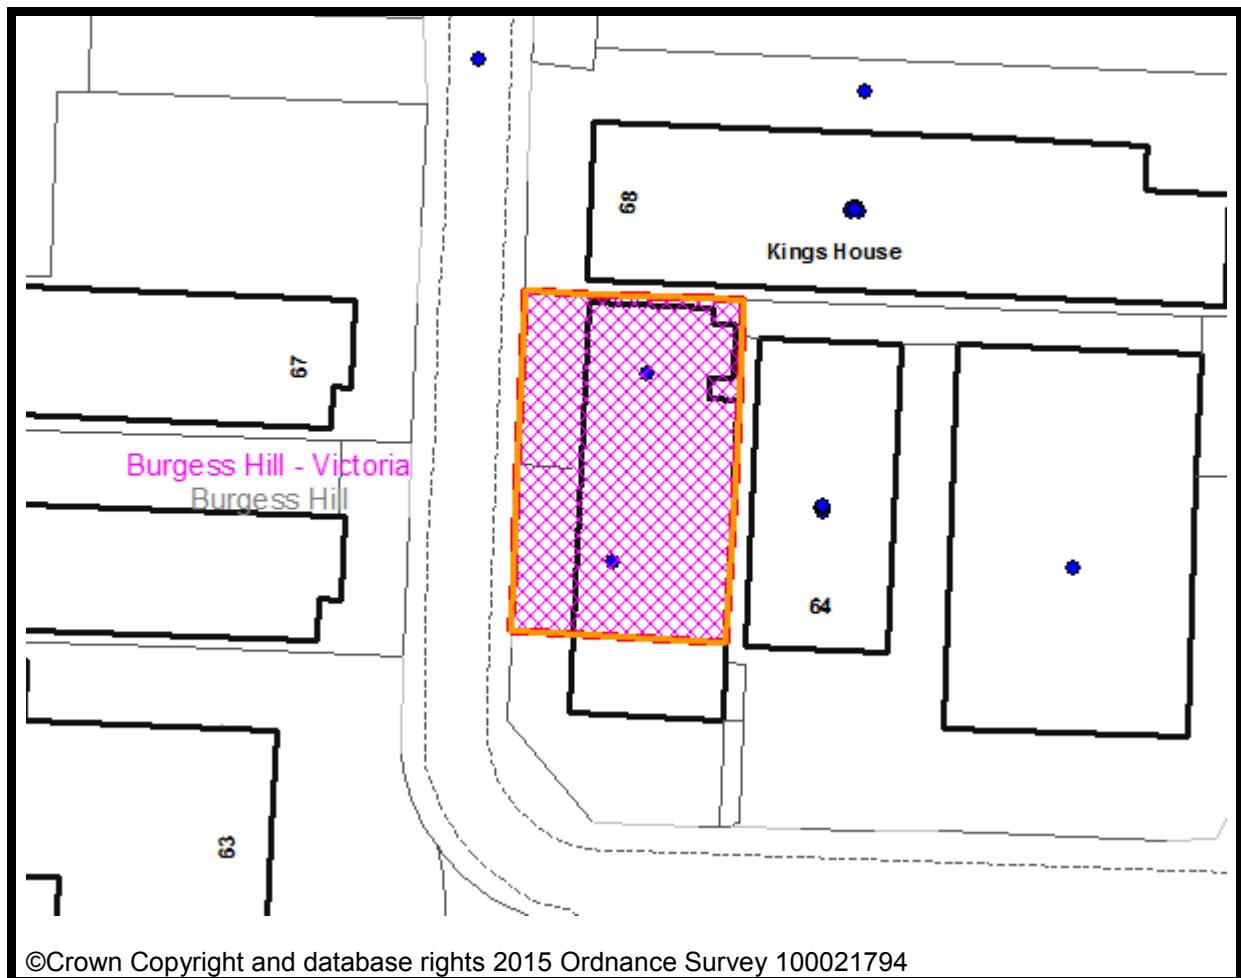 68
Kings House
67
Burgess Hill - Victoria
Burgess Hill
64
63
©Crown Copyright and database rights 2015 Ordnance Survey 100021794